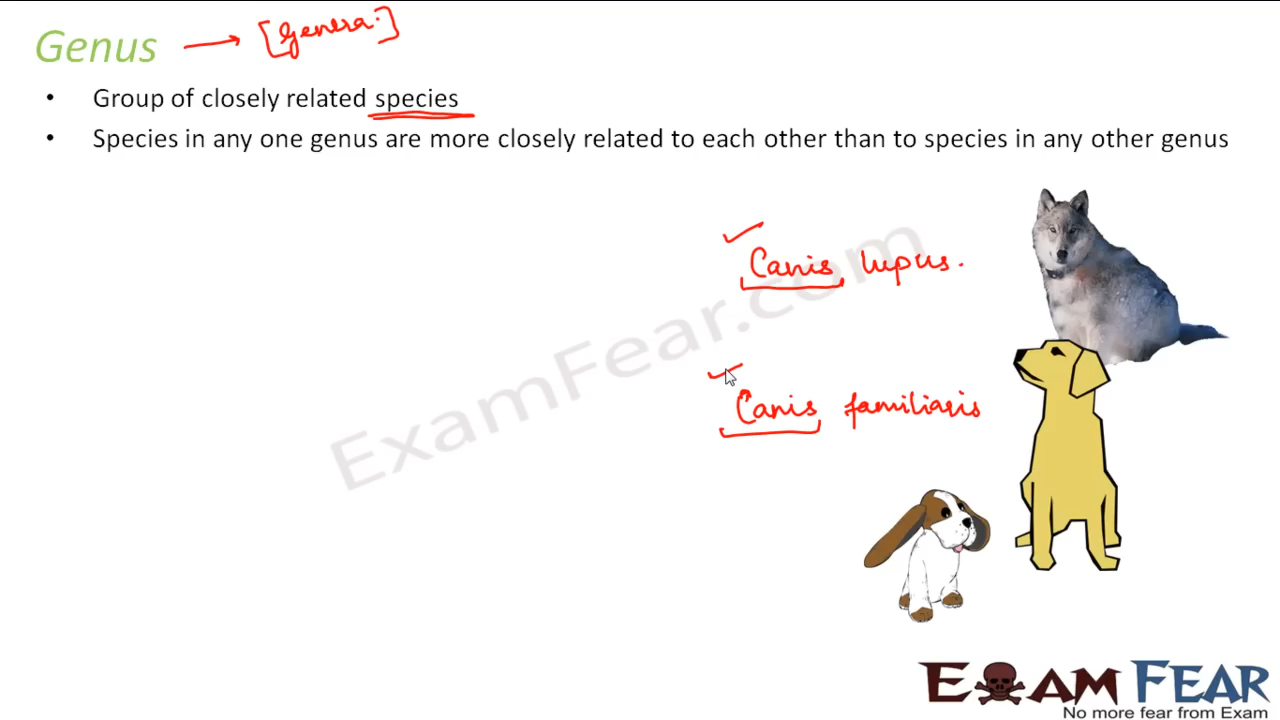 Genus → [Genera.]
• Group of closely related species
• Species in any one genus are more closely related to each other than to species in any other genus
Canis lupus.
Canis familiaris
ExamFear.com
EXAM FEAR
No more fear from Exam